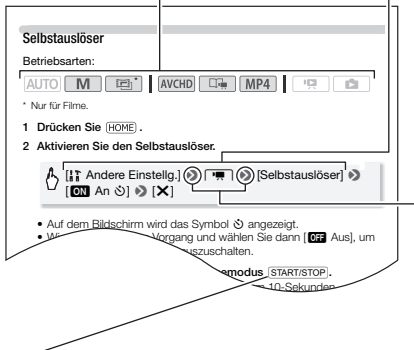 Selbstauslöser
Betriebsarten:
AUTO M * AVCHD MP4
* Nur für Filme.
1 Drücken Sie HOME.
2 Aktivieren Sie den Selbstauslöser.
[Andere Einstellg.] [Selbstauslöser]
[ON An] [X]
• Auf dem Bildschirm wird das Symbol angezeigt.
• Vorgang und wählen Sie dann [OFF Aus], um
auszuschalten.
START/STOP.
10-Sekunden